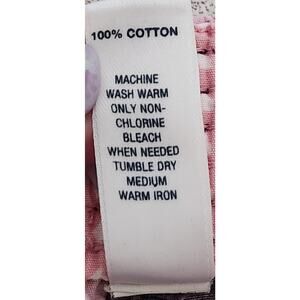 100% COTTON
MACHINE
WASH WARM
ONLY NON-
CHLORINE
BLEACH
WHEN NEEDED
TUMBLE DRY
MEDIUM
WARM IRON